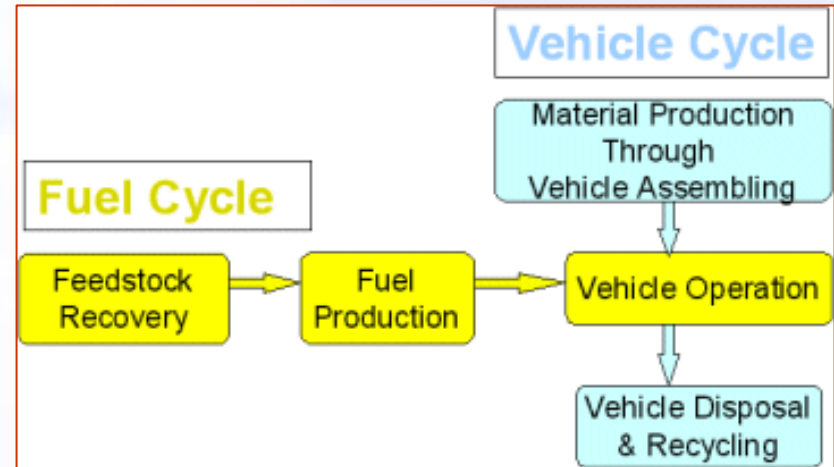 Vehicle Cycle
Material Production
Through
Vehicle Assembling
Fuel Cycle
Feedstock
Recovery
Fuel
Production
Vehicle Operation
Vehicle Disposal
& Recycling